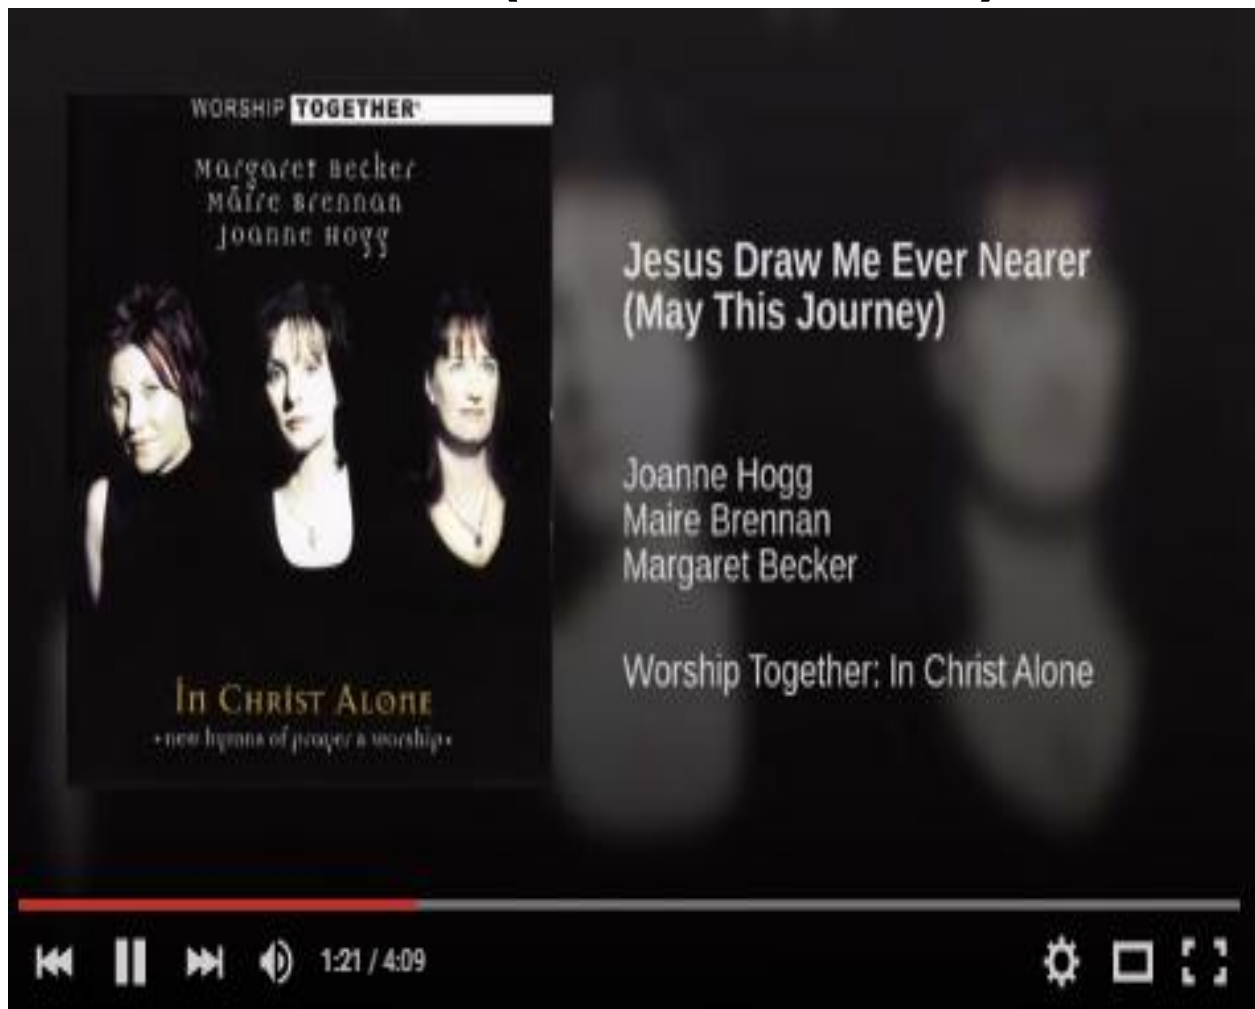 WORSHIP TOGETHER®
Margaret Becker
Máire Brennan
Joanne Hogg
In Christ Alone
• new hymns of prayer & worship •
Jesus Draw Me Ever Nearer
(May This Journey)
Joanne Hogg
Maire Brennan
Margaret Becker
Worship Together: In Christ Alone
1:21 / 4:09